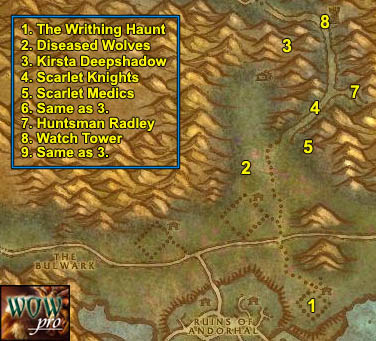 1. The Writhing Haunt
2. Diseased Wolves
3. Kirsta Deepshadow
4. Scarlet Knights
5. Scarlet Medics
6. Same as 3.
7. Huntsman Radley
8. Watch Tower
9. Same as 3.
8
3
7
4
5
2
THE
BULWARK
1
RUINS OF
ANDORHAL
WOW
pro